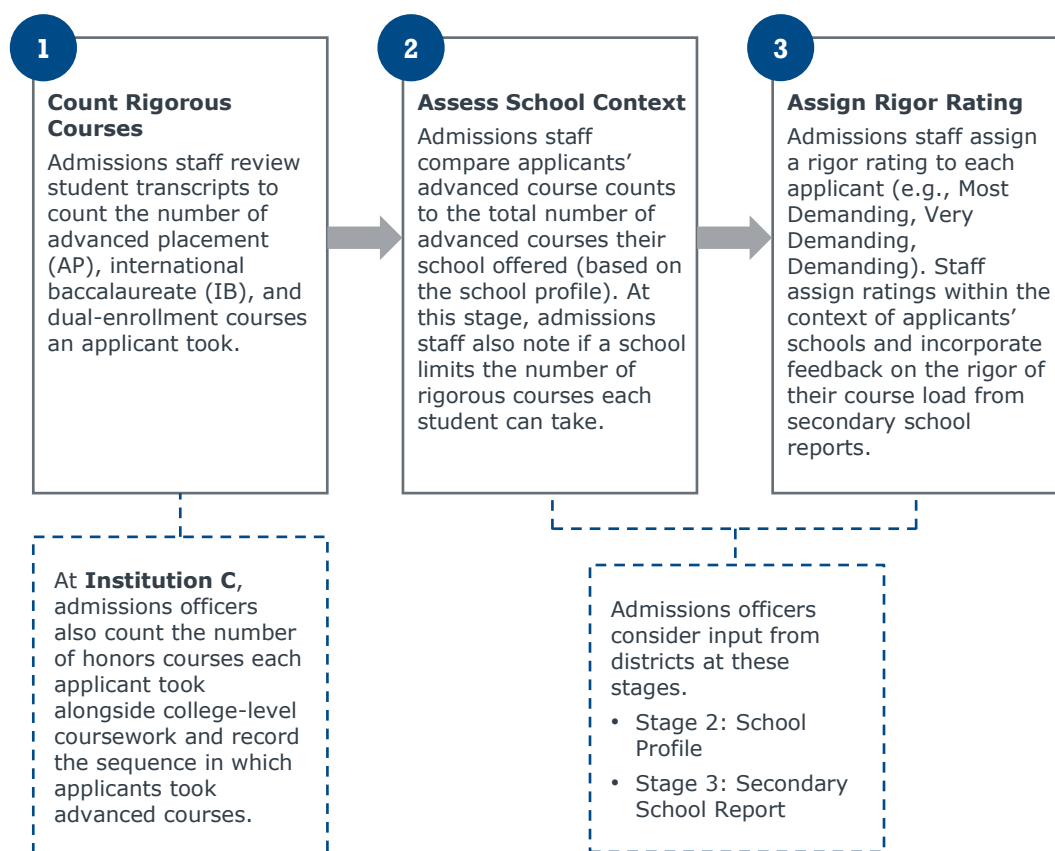 1
Count Rigorous
Courses
Admissions staff review
student transcripts to
count the number of
advanced placement
(AP), international
baccalaureate (IB), and
dual-enrollment courses
an applicant took.
2
Assess School Context
Admissions staff
compare applicants’
advanced course counts
to the total number of
advanced courses their
school offered (based on
the school profile). At
this stage, admissions
staff also note if a school
limits the number of
rigorous courses each
student can take.
3
Assign Rigor Rating
Admissions staff assign
a rigor rating to each
applicant (e.g., Most
Demanding, Very
Demanding,
Demanding). Staff
assign ratings within the
context of applicants’
schools and incorporate
feedback on the rigor of
their course load from
secondary school
reports.
At Institution C,
admissions officers
also count the number
of honors courses each
applicant took
alongside college-level
coursework and record
the sequence in which
applicants took
advanced courses.
Admissions officers
consider input from
districts at these
stages.
• Stage 2: School
Profile
• Stage 3: Secondary
School Report